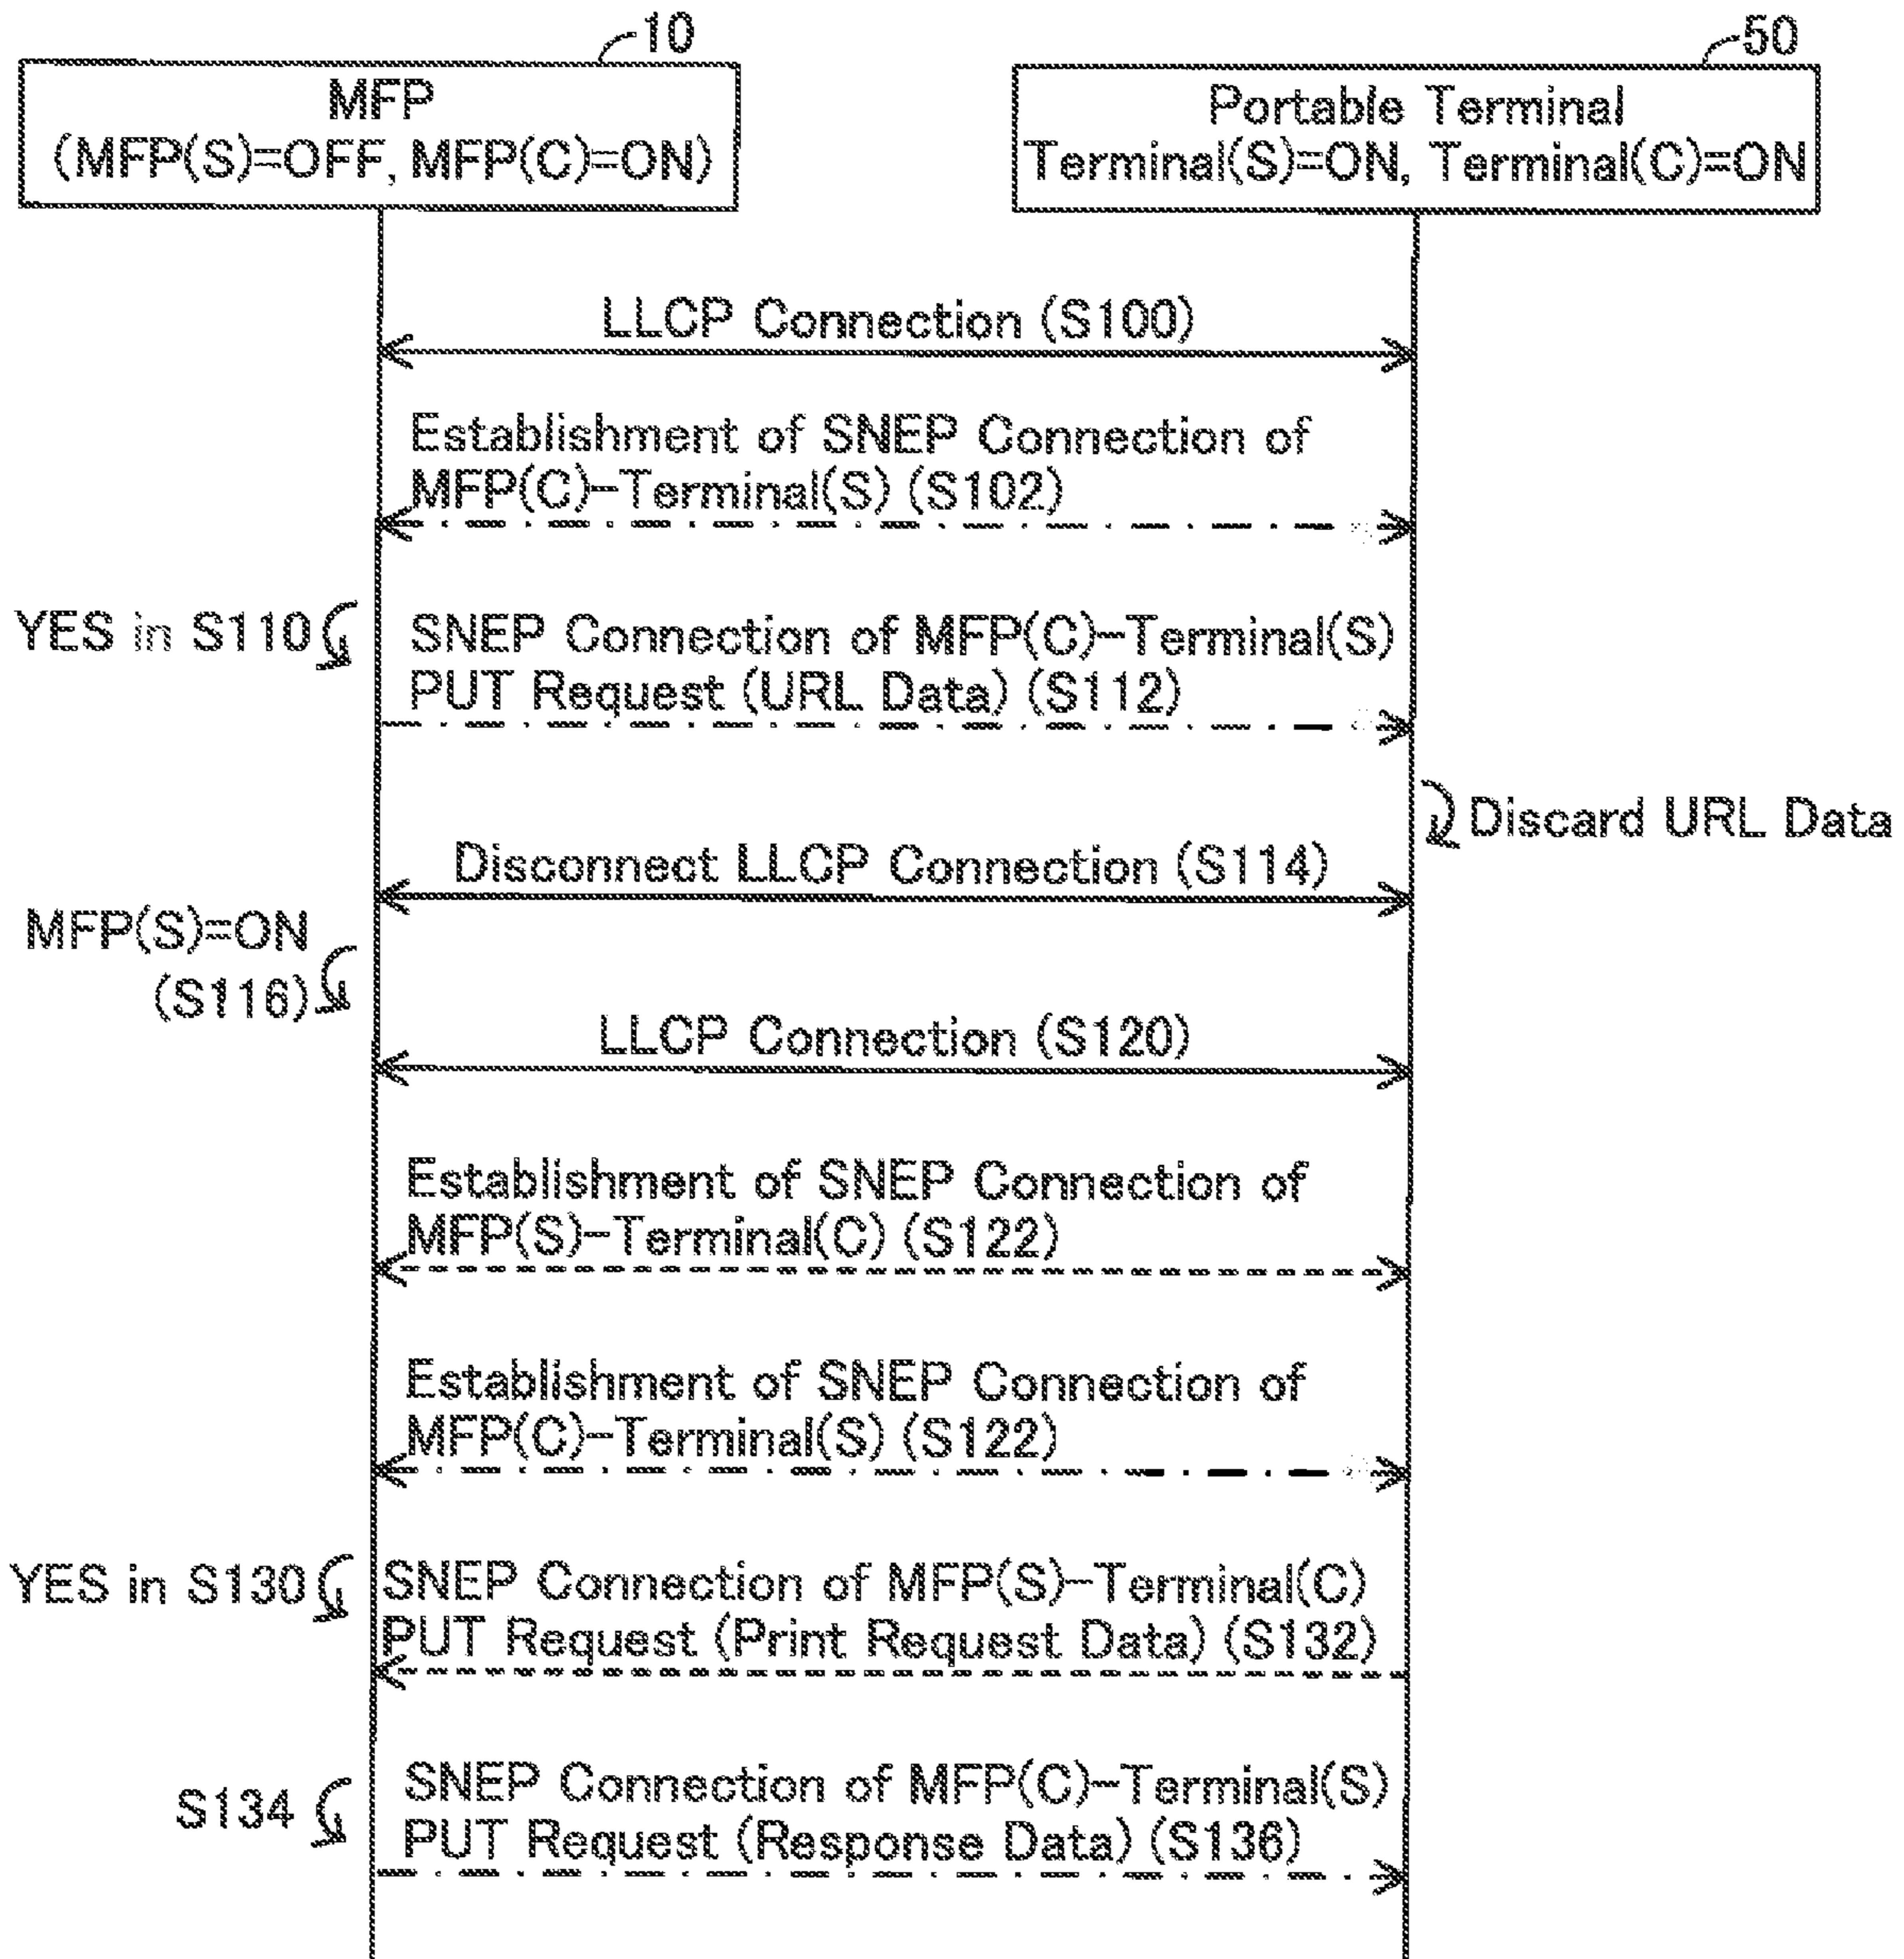 10
MFP
(MFP(S)=OFF, MFP(C)=ON)
50
Portable Terminal
Terminal(S)=ON, Terminal(C)=ON
LLCP Connection (S100)
Establishment of SNEP Connection of
MFP(C)-Terminal(S) (S102)
YES in S110
SNEP Connection of MFP(C)-Terminal(S)
PUT Request (URL Data) (S112)
Discard URL Data
Disconnect LLCP Connection (S114)
MFP(S)=ON
(S116)
LLCP Connection (S120)
Establishment of SNEP Connection of
MFP(S)-Terminal(C) (S122)
Establishment of SNEP Connection of
MFP(C)-Terminal(S) (S122)
YES in S130
SNEP Connection of MFP(S)-Terminal(C)
PUT Request (Print Request Data) (S132)
S134
SNEP Connection of MFP(C)-Terminal(S)
PUT Request (Response Data) (S136)